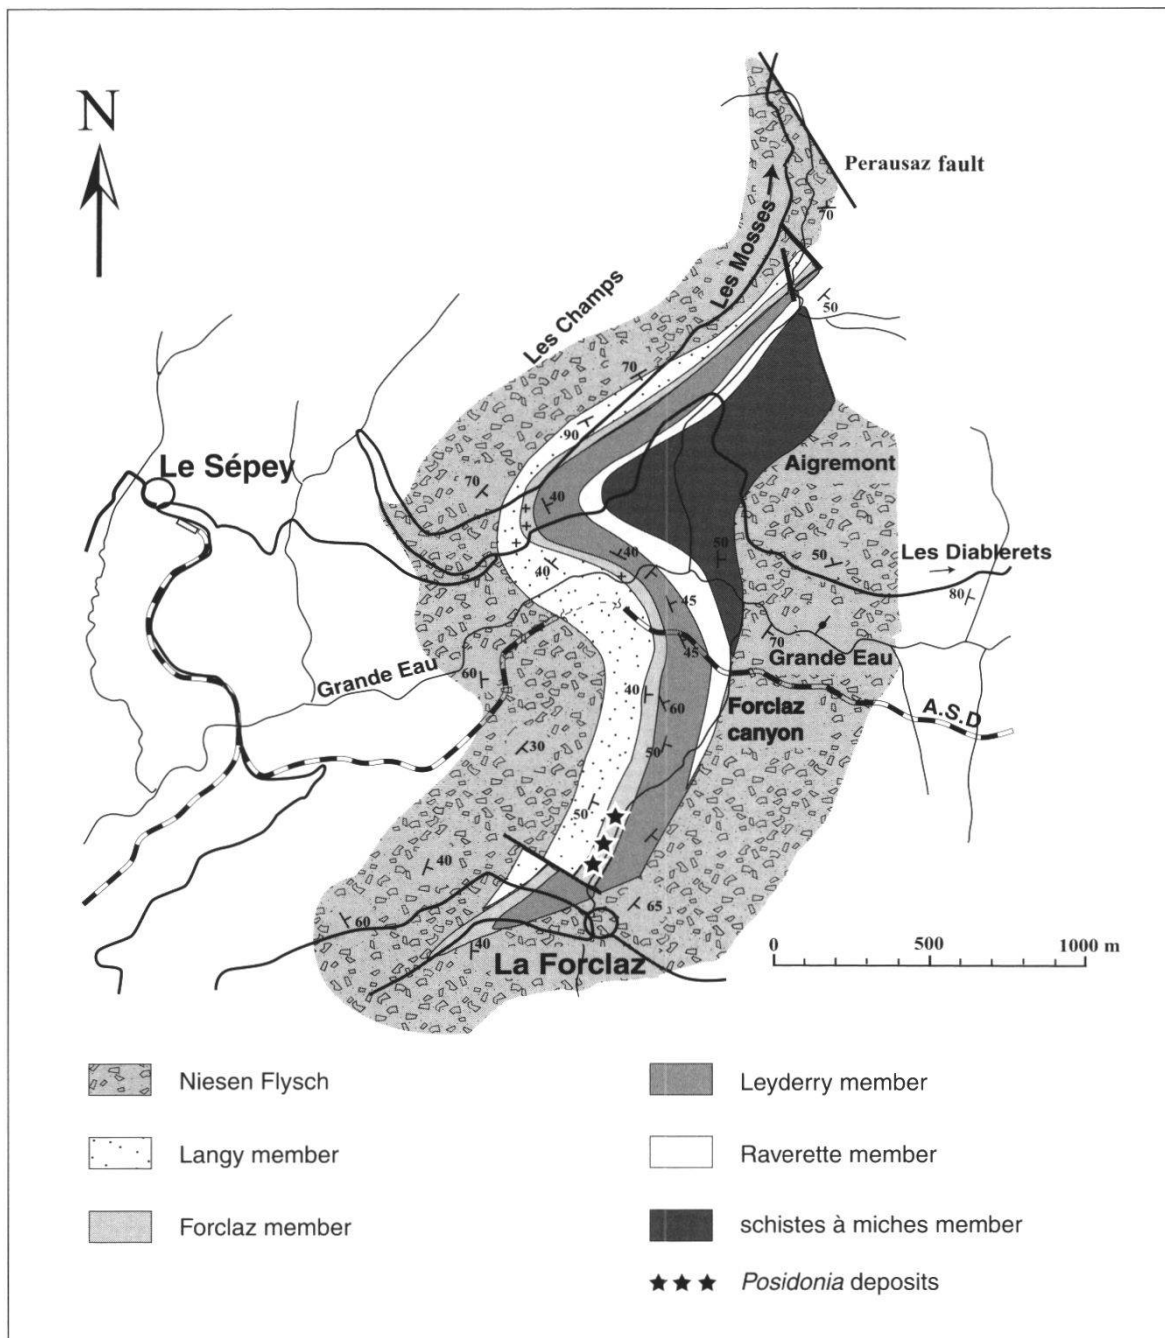 N
Perausaz fault
70
Les Mosses
50
Les Champs
70
90
Le Sépey
70
40
Aigremont
50
50
Les Diablerets
40
40
80
45
70
Grande Eau
60
45
Grande Eau
40
60
Forclaz
canyon
A.S.D
30
50
50
40
65
60
40
La Forclaz
0 500 1000 m
Niesen Flysch
Leyderry member
Langy member
Raverette member
Forclaz member
schistes à miches member
Posidonia deposits